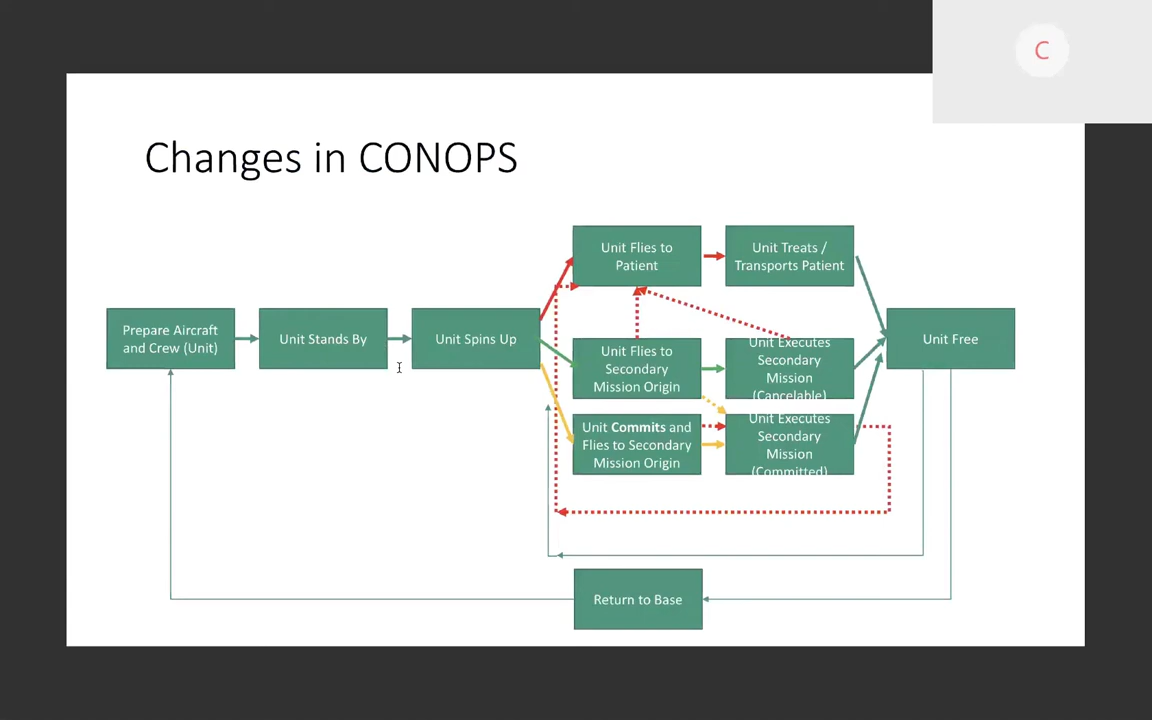 C
Changes in CONOPS
Unit Flies to
Patient
Unit Treats /
Transports Patient
Prepare Aircraft
and Crew (Unit)
Unit Stands By
Unit Spins Up
Unit Flies to
Secondary
Mission Origin
Unit Executes
Secondary
Mission
(Cancelable)
Unit Free
Unit Commits and
Flies to Secondary
Mission Origin
Unit Executes
Secondary
Mission
(Committed)
Return to Base